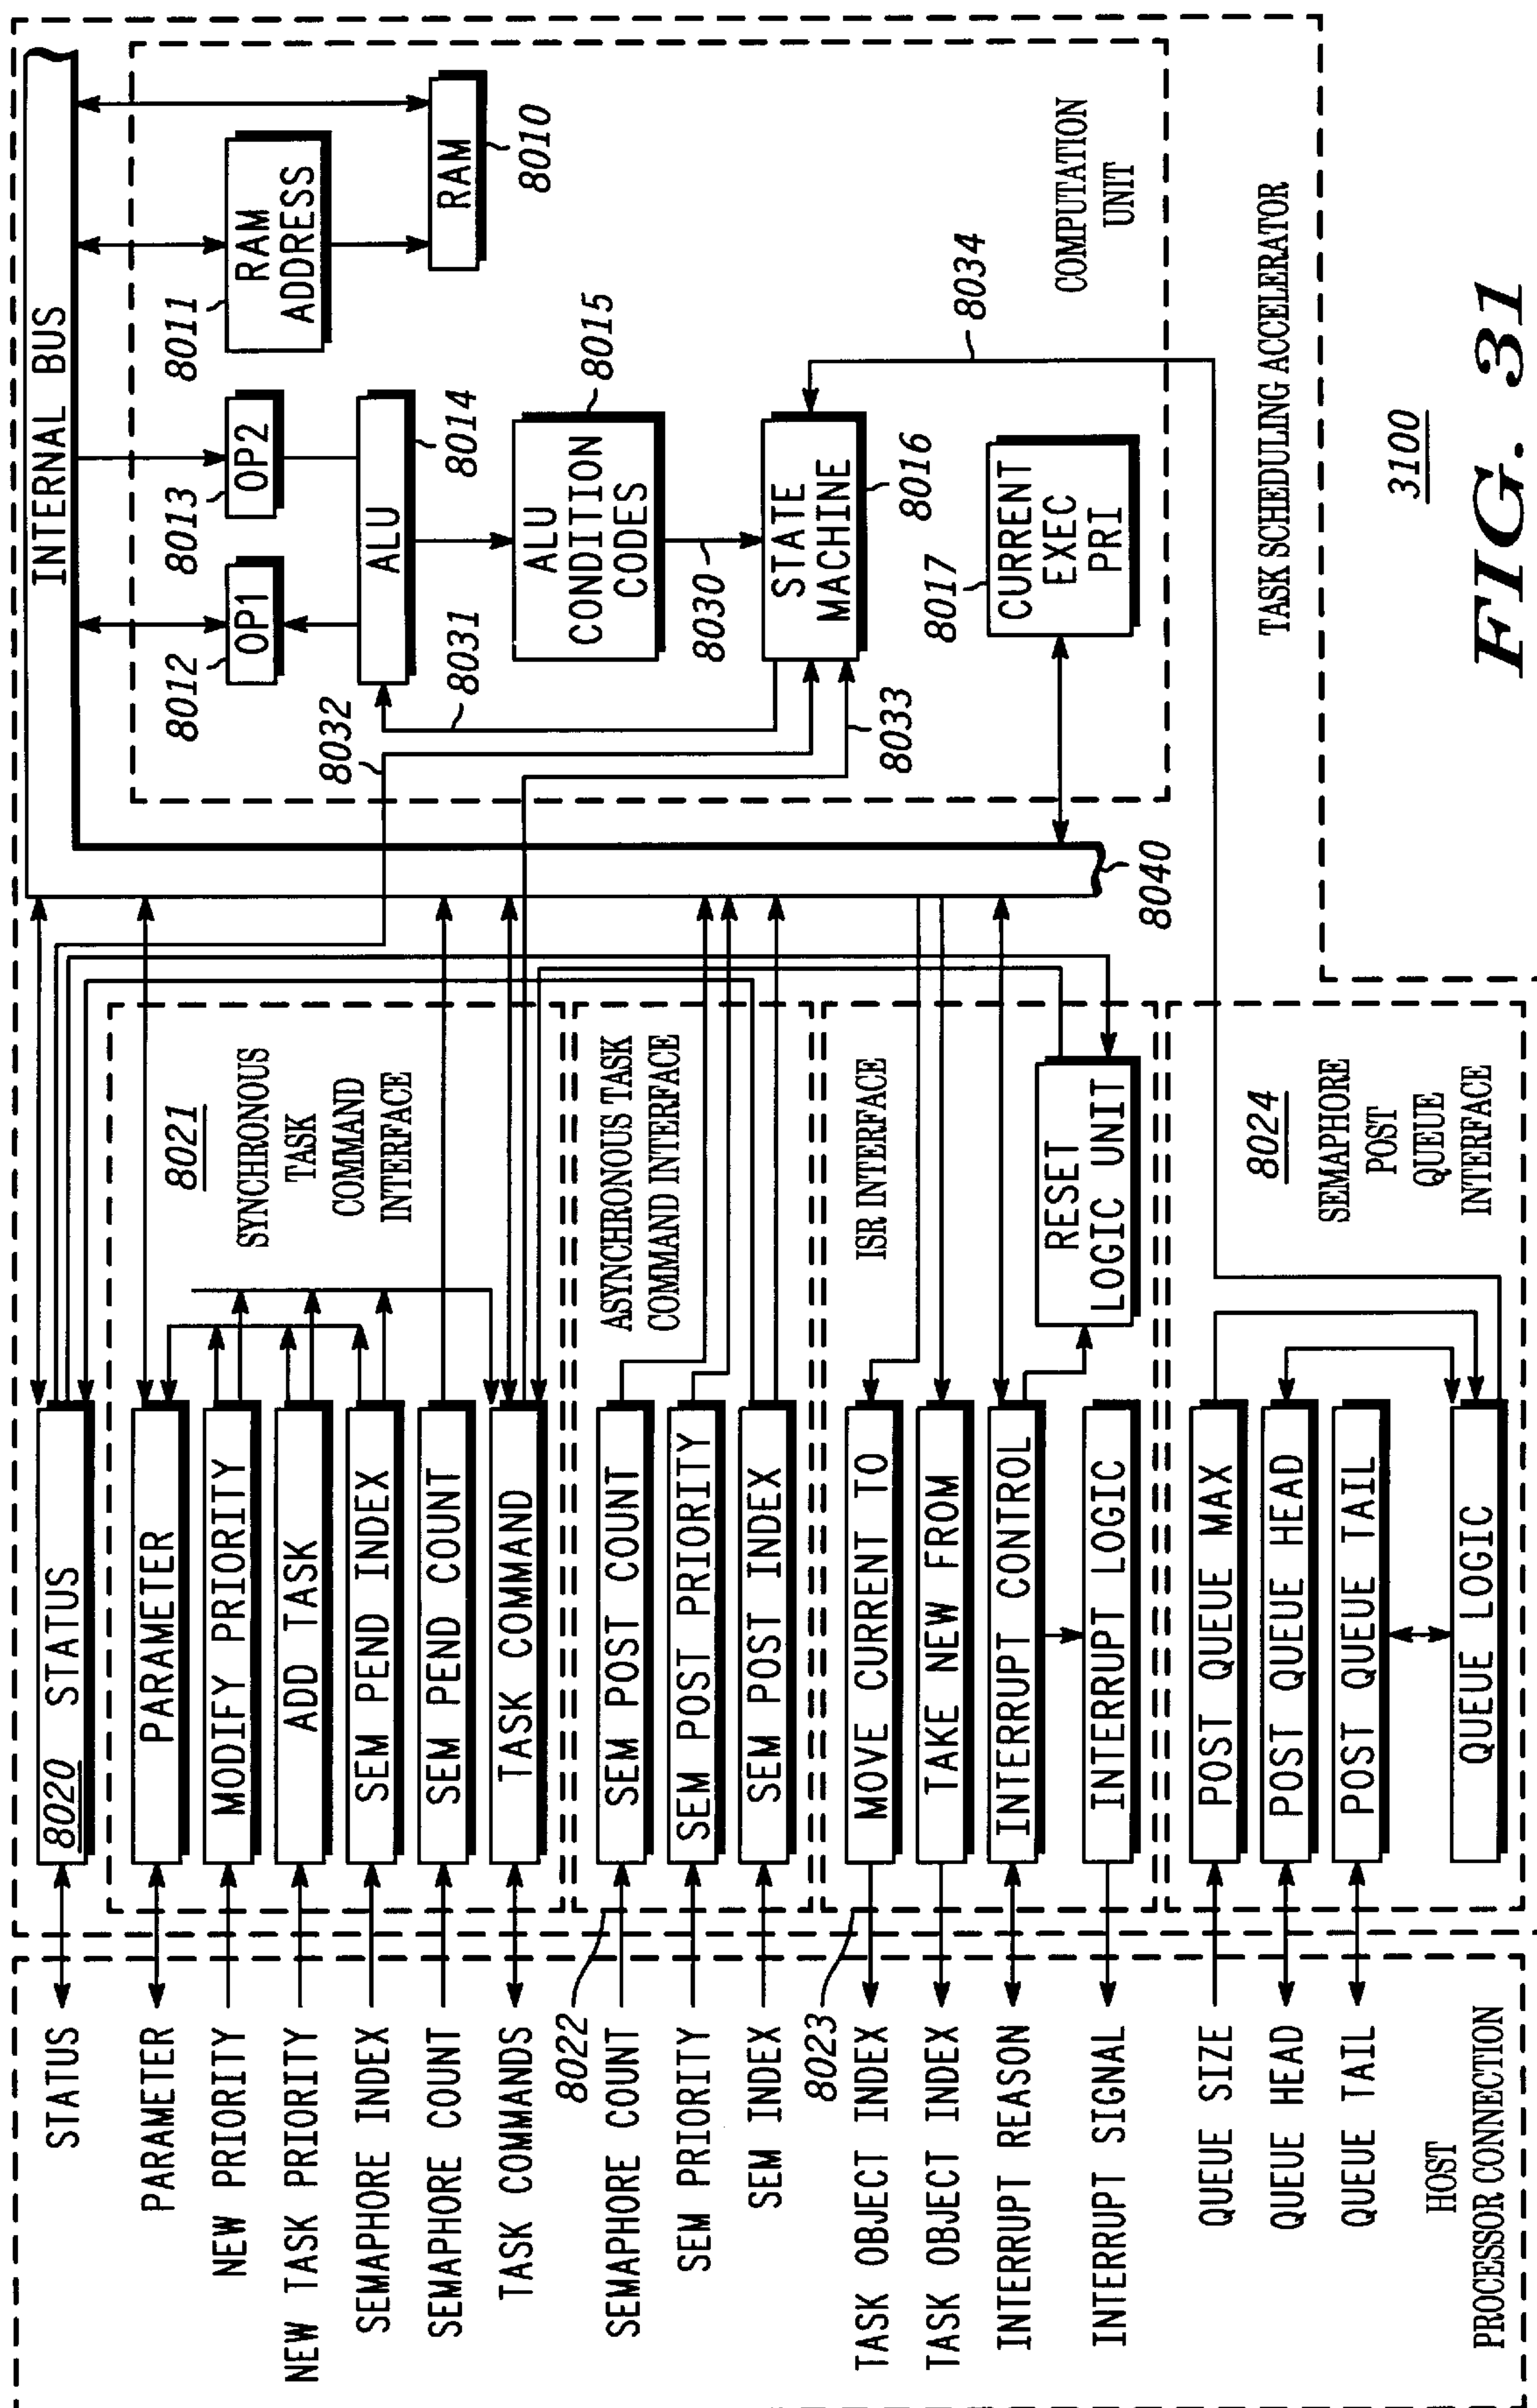 STATUS
PARAMETER
NEW PRIORITY
NEW TASK PRIORITY
SEMAPHORE INDEX
SEMAPHORE COUNT
TASK COMMANDS
8022
SEMAPHORE COUNT
SEM PRIORITY
SEM INDEX
8023
TASK OBJECT INDEX
TASK OBJECT INDEX
INTERRUPT REASON
INTERRUPT SIGNAL
QUEUE SIZE
QUEUE HEAD
QUEUE TAIL
HOST
PROCESSOR CONNECTION
8020 STATUS
PARAMETER
MODIFY PRIORITY
ADD TASK
SEM PEND INDEX
SEM PEND COUNT
TASK COMMAND
8021
SYNCHRONOUS
TASK
COMMAND
INTERFACE
SEM POST COUNT
SEM POST PRIORITY
SEM POST INDEX
ASYNCHRONOUS TASK
COMMAND INTERFACE
MOVE CURRENT TO
TAKE NEW FROM
INTERRUPT CONTROL
INTERRUPT LOGIC
ISR INTERFACE
RESET
LOGIC UNIT
POST QUEUE MAX
POST QUEUE HEAD
POST QUEUE TAIL
QUEUE LOGIC
8024
SEMAPHORE
POST
QUEUE
INTERFACE
INTERNAL BUS
8040
8012
OP1
8013
OP2
8011
RAM
ADDRESS
RAM
8010
8032
8031
ALU
8014
ALU
CONDITION
CODES
8015
8030
STATE
MACHINE
8016
8033
8034
8017
CURRENT
EXEC
PRI
COMPUTATION
UNIT
TASK SCHEDULING ACCELERATOR
3100
FIG. 31